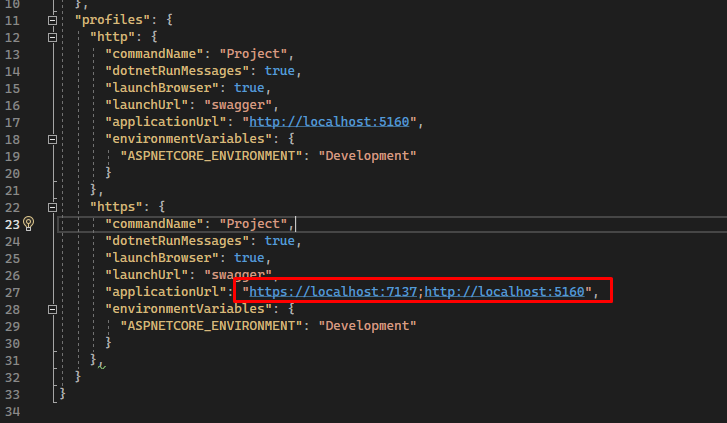 10 },
11 "profiles": {
12 "http": {
13 "commandName": "Project",
14 "dotnetRunMessages": true,
15 "launchBrowser": true,
16 "launchUrl": "swagger",
17 "applicationUrl": "http://localhost:5160",
18 "environmentVariables": {
19 "ASPNETCORE_ENVIRONMENT": "Development"
20 }
21 },
22 "https": {
23 "commandName": "Project",
24 "dotnetRunMessages": true,
25 "launchBrowser": true,
26 "launchUrl": "swagger",
27 "applicationUrl": "https://localhost:7137;http://localhost:5160",
28 "environmentVariables": {
29 "ASPNETCORE_ENVIRONMENT": "Development"
30 }
31 },
32 }
33 }
34